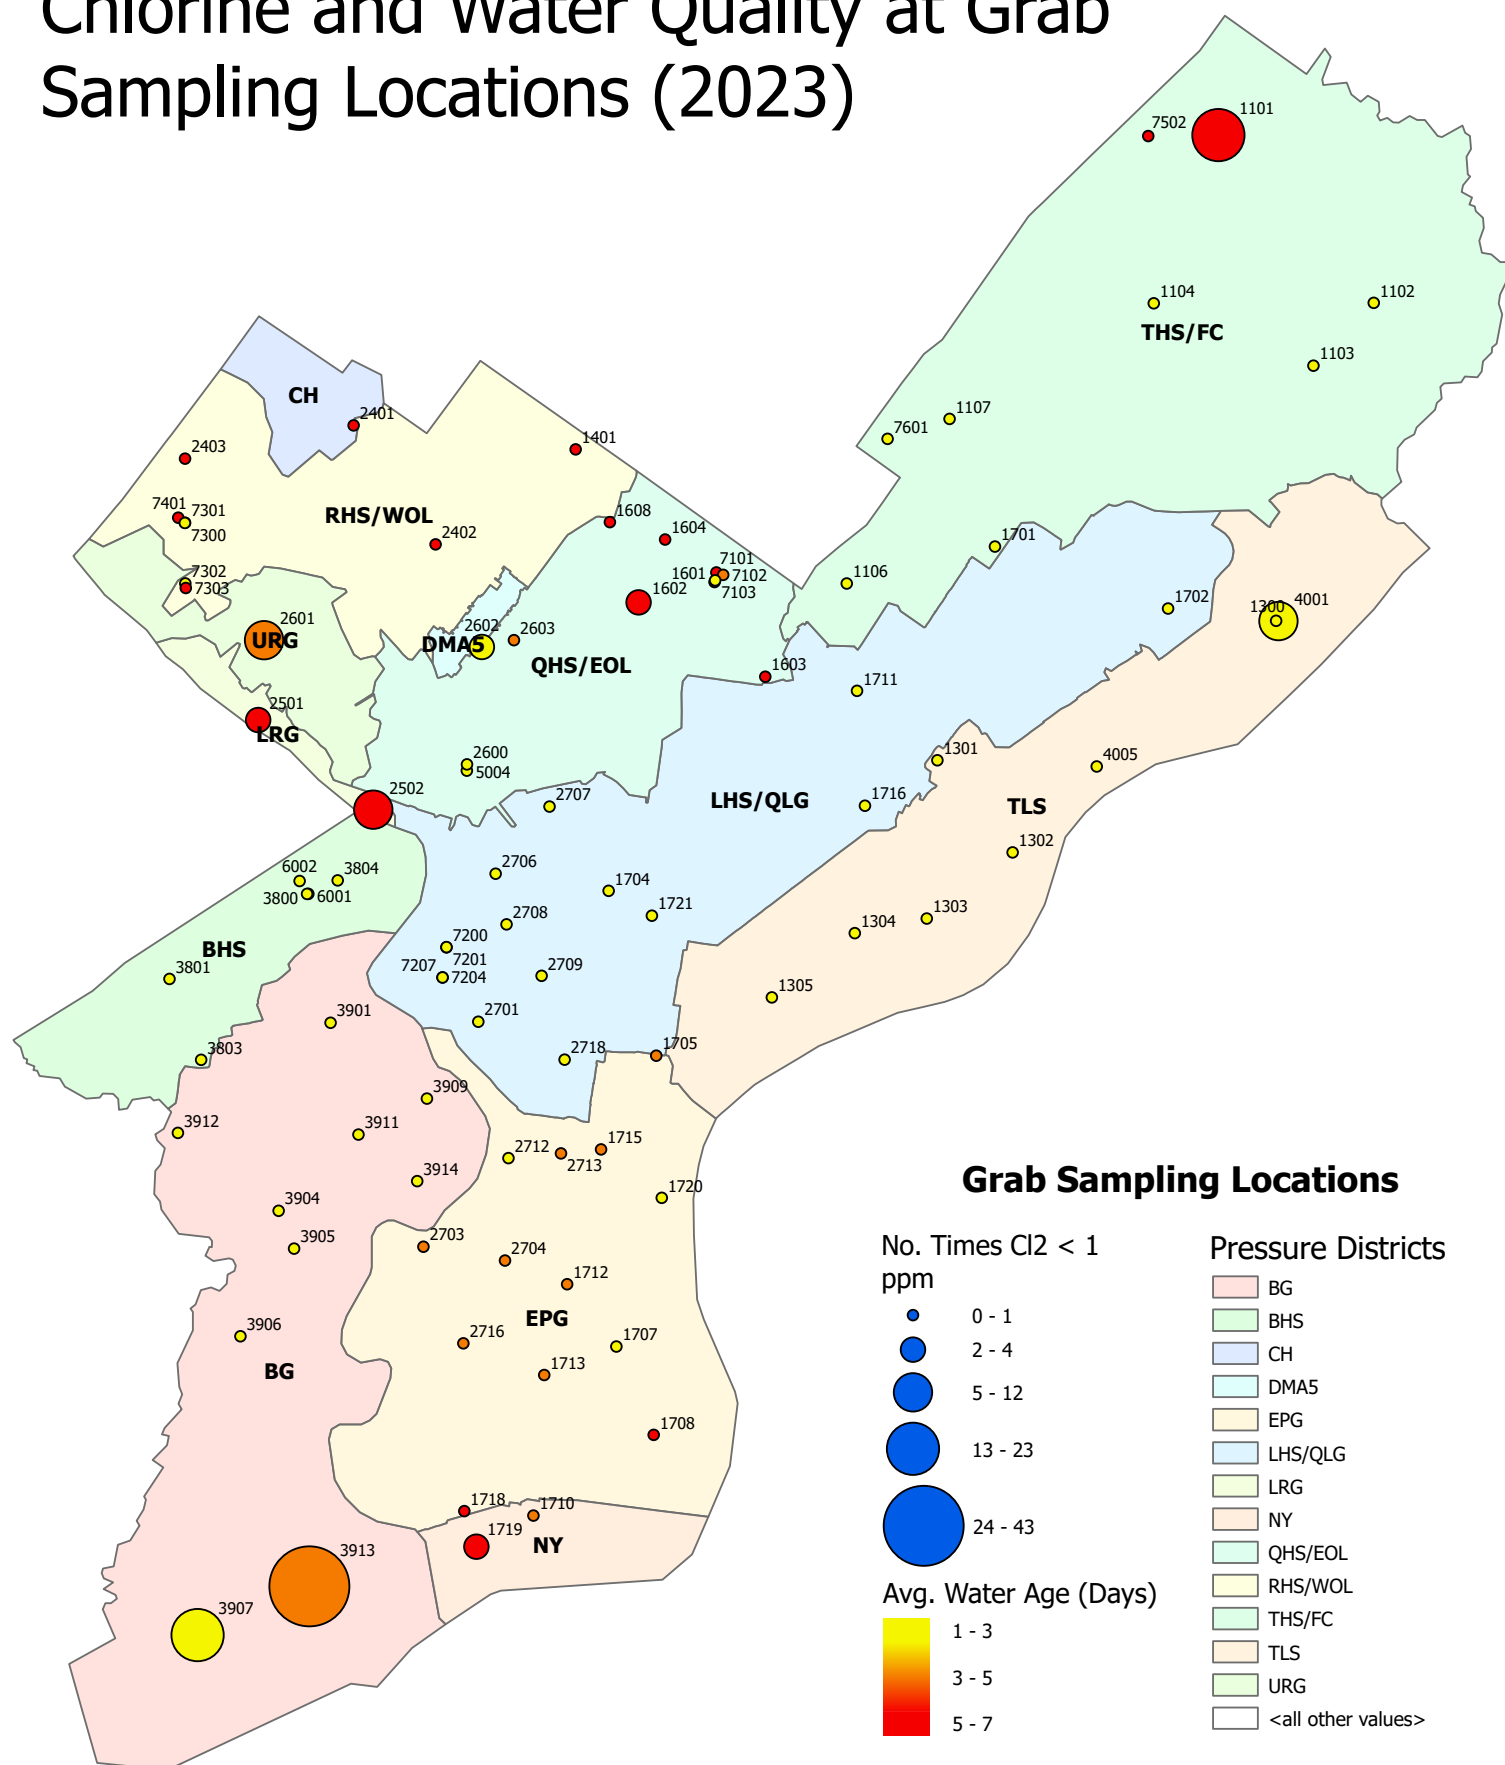 Chlorine and Water Quality at Grab
Sampling Locations (2023)
1101
7502
1104
1102
THS/FC
1103
CH
2401
1107
7601
2403
1401
7401
7301
7300
RHS/WOL
2402
1608
1604
1701
7101
7102
1601
7103
7302
7303
1602
1106
1702
1300
4001
2601
URG
2602
DMA5
2603
QHS/EOL
1603
1711
2501
LRG
2600
5004
1301
4005
2502
2707
LHS/QLG
1716
TLS
1302
6002
3804
3800
6001
2706
1704
1721
1303
1304
2708
BHS
7200
7201
7207
7204
2709
3801
1305
3901
2701
3803
2718
1705
3909
3912
3911
2712
2713
1715
3914
1720
3904
3905
2703
2704
1712
3906
EPG
2716
1707
BG
1713
1708
1718
1710
1719
NY
3913
3907
Grab Sampling Locations
No. Times Cl2 < 1
ppm
0 - 1
2 - 4
5 - 12
13 - 23
24 - 43
Avg. Water Age (Days)
1 - 3
3 - 5
5 - 7
Pressure Districts
BG
BHS
CH
DMA5
EPG
LHS/QLG
LRG
NY
QHS/EOL
RHS/WOL
THS/FC
TLS
URG
<all other values>